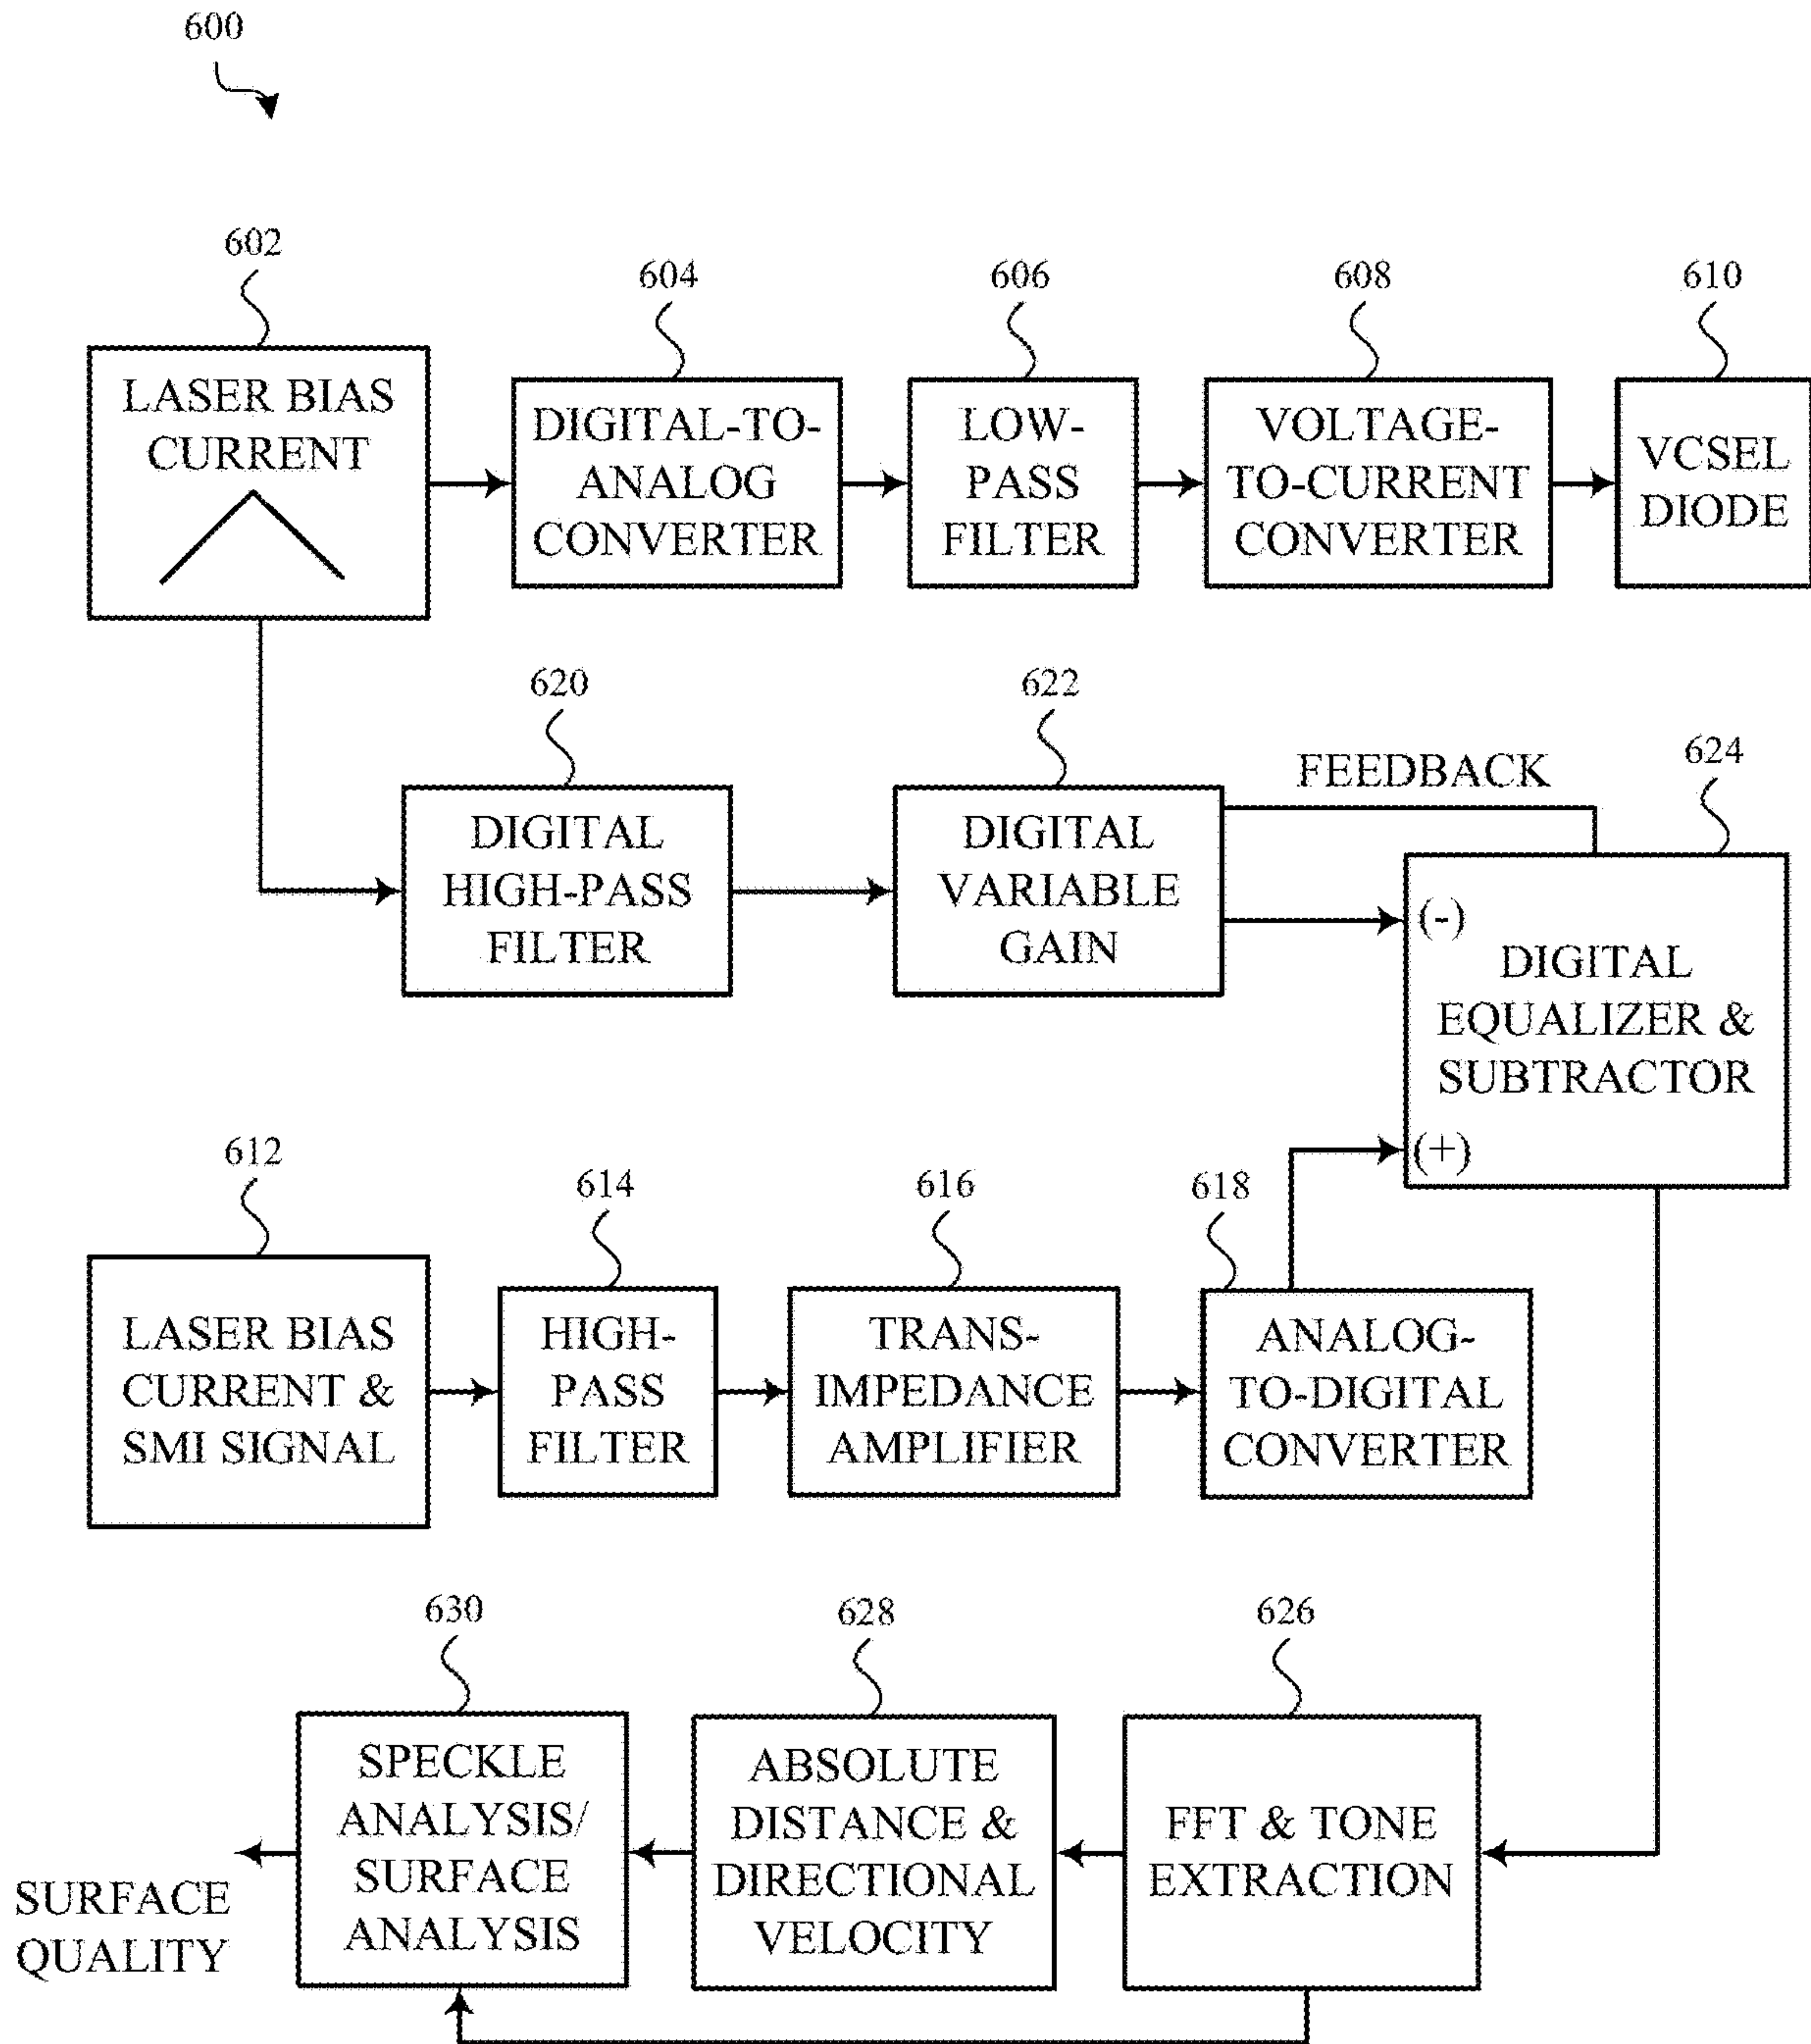 600
602
LASER BIAS
CURRENT
604
DIGITAL-TO-
ANALOG
CONVERTER
606
LOW-
PASS
FILTER
608
VOLTAGE-
TO-CURRENT
CONVERTER
610
VCSEL
DIODE
620
DIGITAL
HIGH-PASS
FILTER
622
DIGITAL
VARIABLE
GAIN
FEEDBACK
624
(-)
DIGITAL
EQUALIZER &
SUBTRACTOR
(+)
612
LASER BIAS
CURRENT &
SMI SIGNAL
614
HIGH-
PASS
FILTER
616
TRANS-
IMPEDANCE
AMPLIFIER
618
ANALOG-
TO-DIGITAL
CONVERTER
630
SPECKLE
ANALYSIS/
SURFACE
ANALYSIS
628
ABSOLUTE
DISTANCE &
DIRECTIONAL
VELOCITY
626
FFT & TONE
EXTRACTION
SURFACE
QUALITY